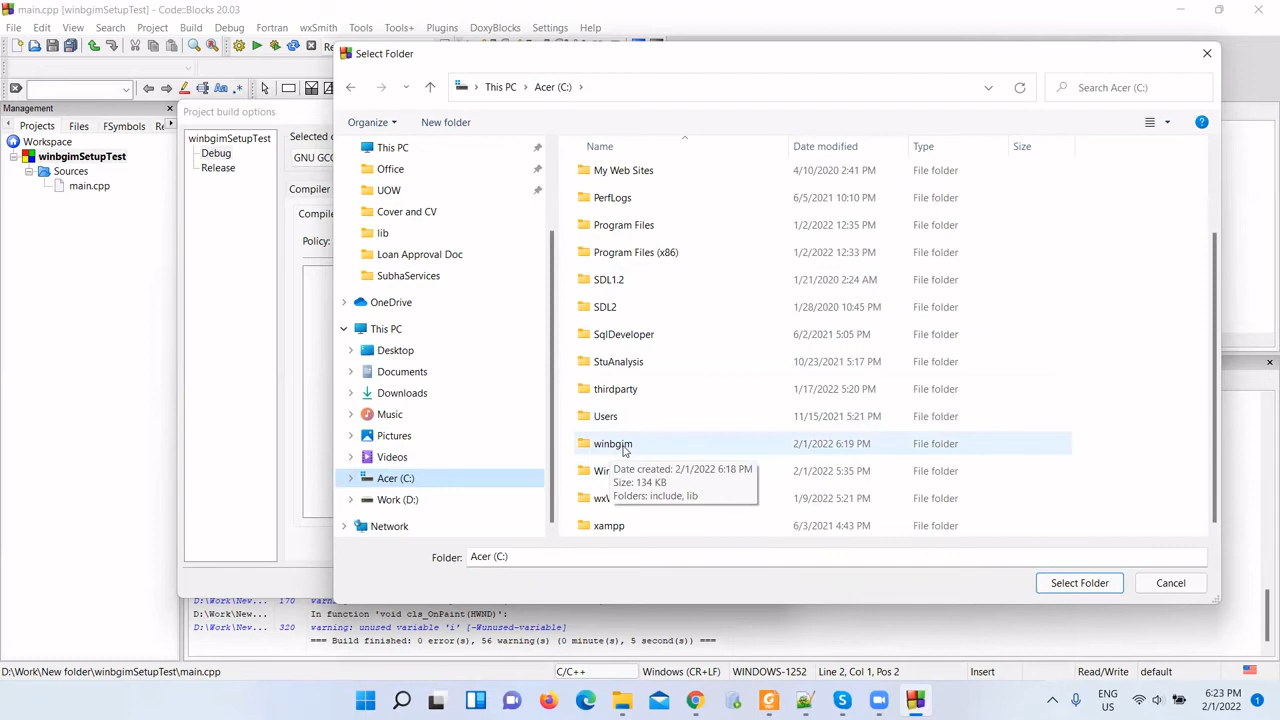 main.cpp [winbgimSetupTest] - Code::Blocks 20.03
File Edit View Search Project Build Debug Fortran wxSmith Tools Tools+ Plugins DoxyBlocks Settings Help
Select Folder
This PC > Acer (C:) >
Search Acer (C:)
Organize
New folder
Management
Projects Files FSymbols Re
Workspace
winbgimSetupTest
Sources
main.cpp
Project build options
winbgimSetupTest
Debug
Release
GNU GCC
Compiler
Policy:
This PC
Office
UOW
Cover and CV
lib
Loan Approval Doc
SubhaServices
OneDrive
This PC
Desktop
Documents
Downloads
Music
Pictures
Videos
Acer (C:)
Work (D:)
Network
Name Date modified Type Size
My Web Sites 4/10/2020 2:41 PM File folder
PerfLogs 6/5/2021 10:10 PM File folder
Program Files 1/2/2022 12:35 PM File folder
Program Files (x86) 1/2/2022 12:33 PM File folder
SDL1.2 1/21/2020 2:24 AM File folder
SDL2 1/28/2020 10:45 PM File folder
SqlDeveloper 6/2/2021 5:05 PM File folder
StuAnalysis 10/23/2021 5:17 PM File folder
thirdparty 1/17/2022 5:20 PM File folder
Users 11/15/2021 5:21 PM File folder
winbgim 2/1/2022 6:19 PM File folder
2/1/2022 5:35 PM File folder
1/9/2022 5:21 PM File folder
xampp 6/3/2021 4:43 PM File folder
Date created: 2/1/2022 6:18 PM
Size: 134 KB
Folders: include, lib
Folder: Acer (C:)
Select Folder
Cancel
D:\Work\New... 170
In function 'void cls_OnPaint(HWND)':
D:\Work\New... 320 warning: unused variable 'i' [-Wunused-variable]
=== Build finished: 0 error(s), 56 warning(s) (0 minute(s), 5 second(s)) ===
D:\Work\New folder\winbgimSetupTest\main.cpp C/C++ Windows (CR+LF) WINDOWS-1252 Line 2, Col 1, Pos 2 Insert Read/Write default
ENG
US
6:23 PM
2/1/2022
1